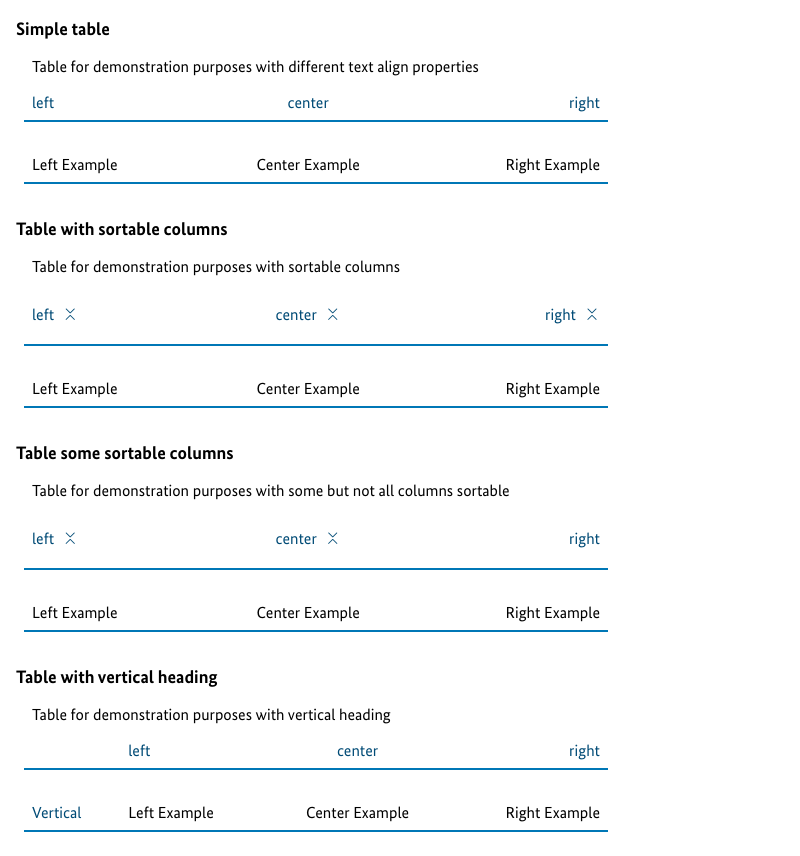 Simple table
Table for demonstration purposes with different text align properties
left center right
Left Example Center Example Right Example
Table with sortable columns
Table for demonstration purposes with sortable columns
left center right
Left Example Center Example Right Example
Table some sortable columns
Table for demonstration purposes with some but not all columns sortable
left center right
Left Example Center Example Right Example
Table with vertical heading
Table for demonstration purposes with vertical heading
left center right
Vertical Left Example Center Example Right Example